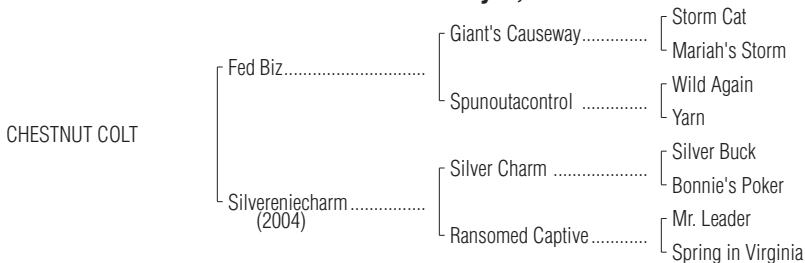 Storm Cat
Giant's Causeway.............
Mariah's Storm
Fed Biz.............................
Wild Again
Spunoutacontrol .............
Yarn
CHESTNUT COLT
Silver Buck
Silver Charm ...................
Bonnie's Poker
Silvereniecharm................
(2004)
Mr. Leader
Ransomed Captive............
Spring in Virginia